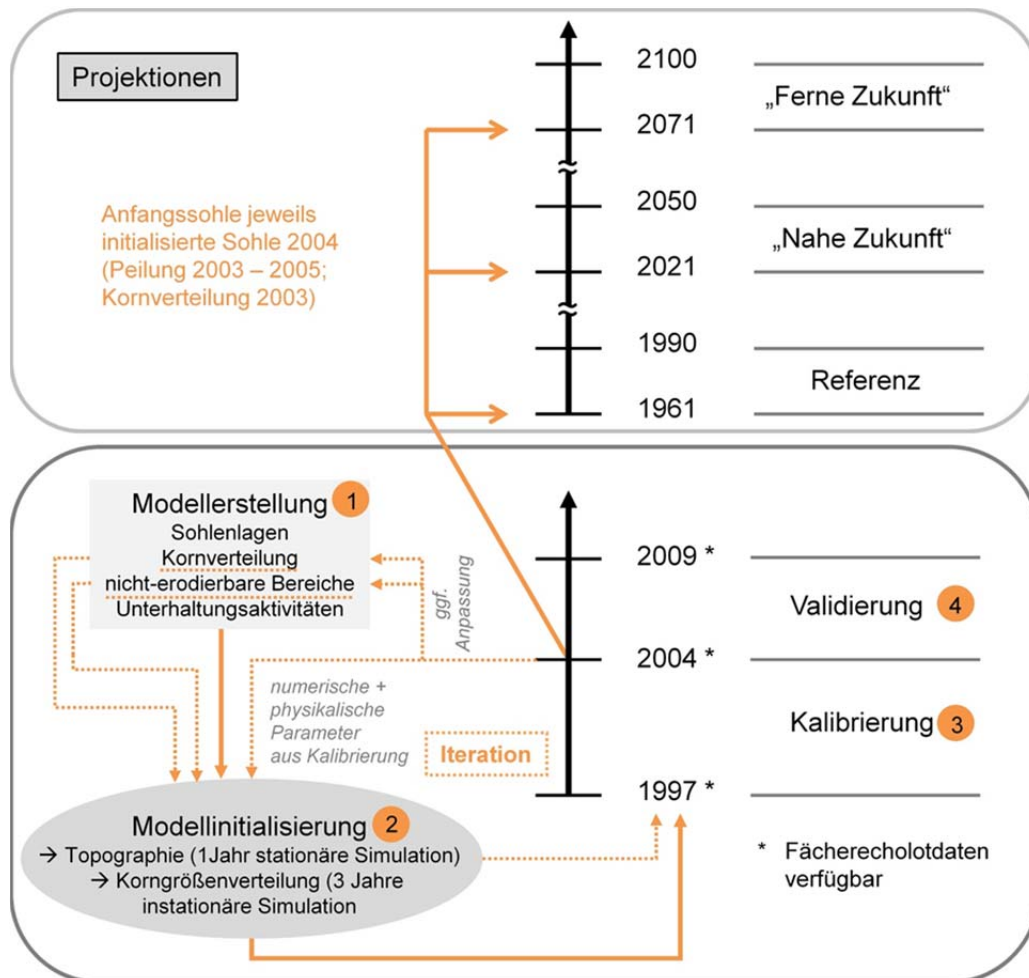 Projektionen
Anfangssohle jeweils
initialisierte Sohle 2004
(Peilung 2003 – 2005;
Kornverteilung 2003)
2100
„Ferne Zukunft“
2071
2050
„Nahe Zukunft“
2021
1990
Referenz
1961
Modellerstellung 1
Sohlenlagen
Kornverteilung
nicht-erodierbare Bereiche
Unterhaltungsaktivitäten
ggf.
Anpassung
numerische +
physikalische
Parameter
aus Kalibrierung
Iteration
2009 *
Validierung 4
2004 *
Kalibrierung 3
1997 *
Modellinitialisierung 2
→ Topographie (1Jahr stationäre Simulation)
→ Korngrößenverteilung (3 Jahre
instationäre Simulation
* Fächerecholotdaten
verfügbar